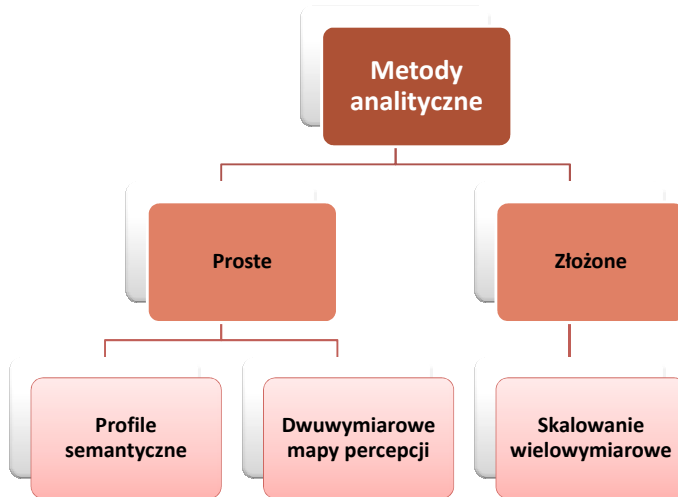 Metody
analityczne
Proste
Złożone
Profile
semantyczne
Dwuwymiarowe
mapy percepcji
Skalowanie
wielowymiarowe